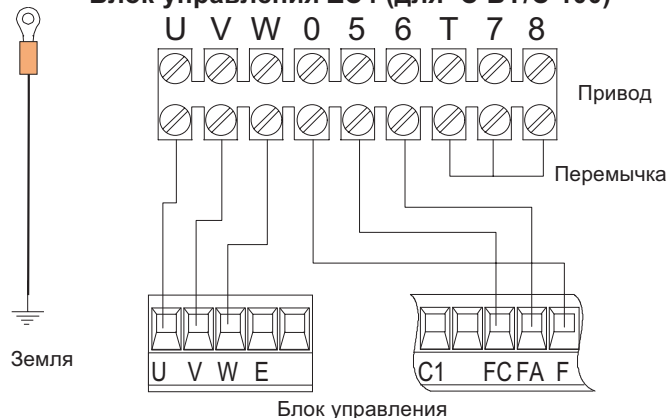 U V W 0 5 6 T 7 8
Привод
Перемычка
Земля
U V W E
C1 FC FA F
Блок управления